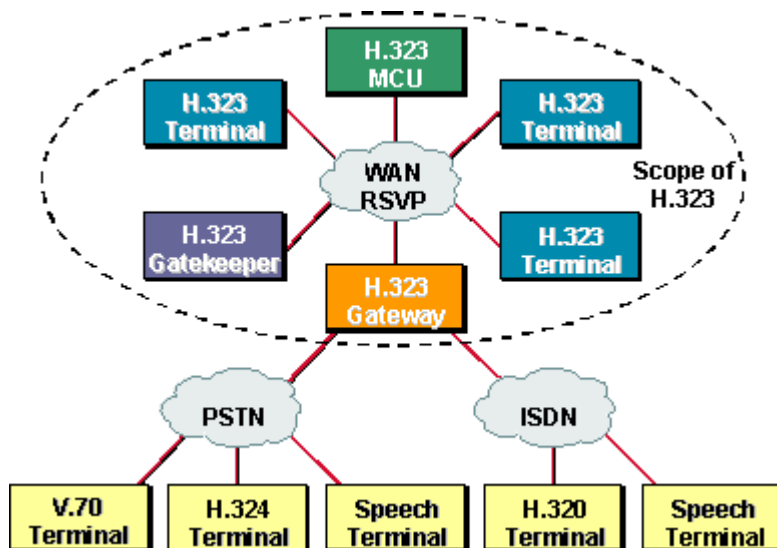 H.323
MCU
H.323
Terminal
H.323
Terminal
WAN
RSVP
Scope of
H.323
H.323
Gatekeeper
H.323
Terminal
H.323
Gateway
PSTN
ISDN
V.70
Terminal
H.324
Terminal
Speech
Terminal
H.320
Terminal
Speech
Terminal